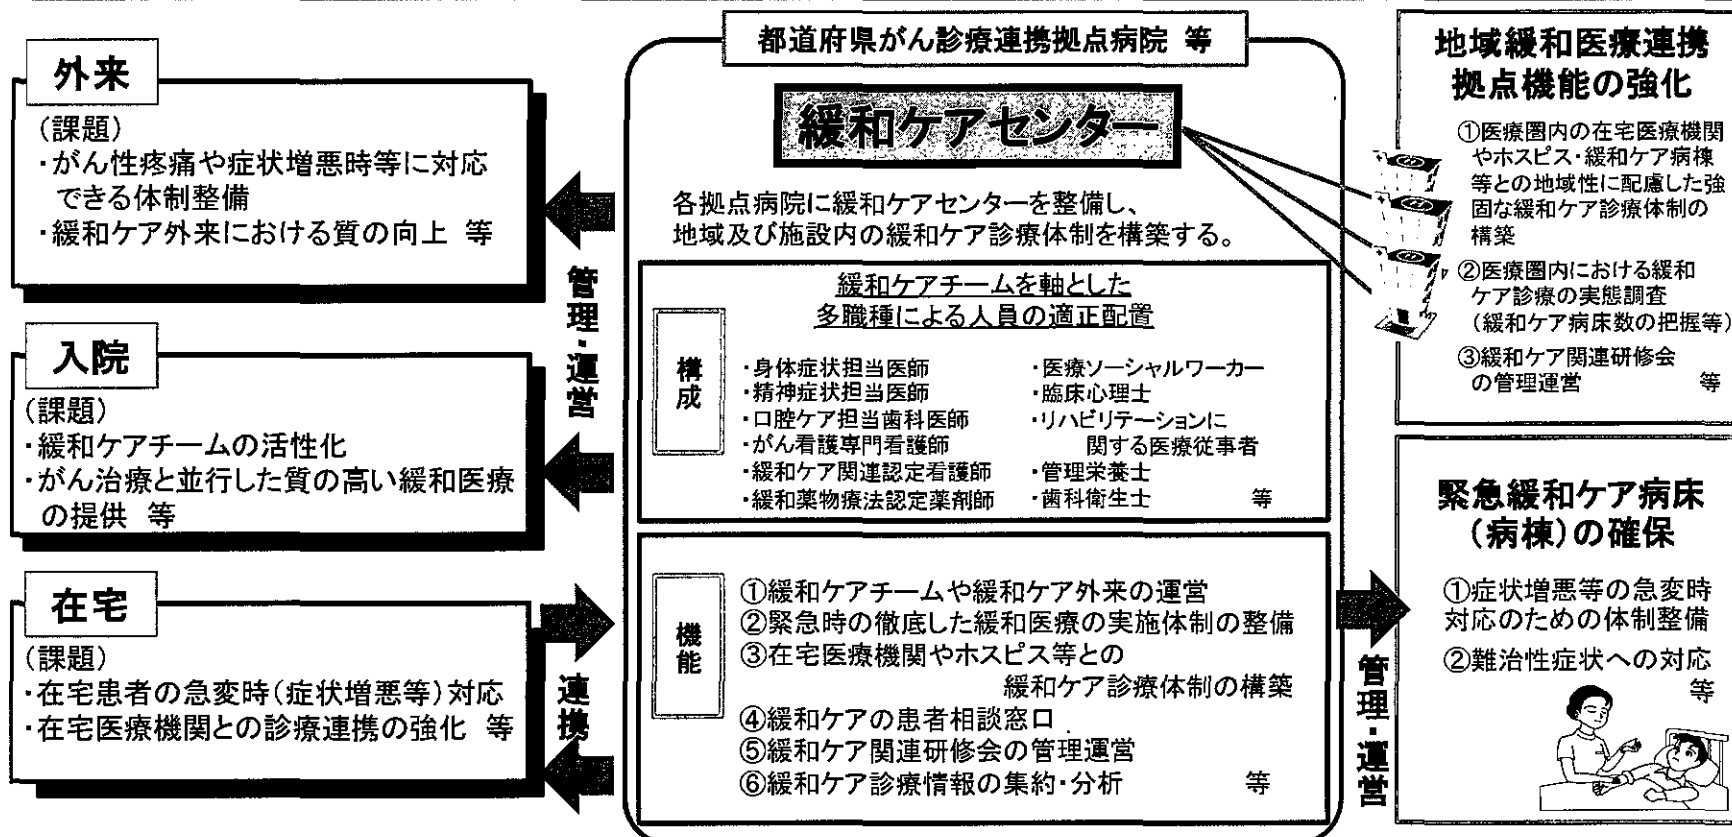 外来
(課題)
・がん性疼痛や症状増悪時等に対応
できる体制整備
・緩和ケア外来における質の向上 等
入院
(課題)
・緩和ケアチームの活性化
・がん治療と並行した質の高い緩和医療
の提供 等
在宅
(課題)
・在宅患者の急変時(症状増悪等)対応
・在宅医療機関との診療連携の強化 等
管理・運営
連携
都道府県がん診療連携拠点病院 等
緩和ケアセンター
各拠点病院に緩和ケアセンターを整備し、
地域及び施設内の緩和ケア診療体制を構築する。
緩和ケアチームを軸とした
多職種による人員の適正配置
構成
・身体症状担当医師
・精神症状担当医師
・口腔ケア担当歯科医師
・がん看護専門看護師
・緩和ケア関連認定看護師
・緩和薬物療法認定薬剤師
・医療ソーシャルワーカー
・臨床心理士
・リハビリテーションに
関する医療従事者
・管理栄養士
・歯科衛生士 等
機能
①緩和ケアチームや緩和ケア外来の運営
②緊急時の徹底した緩和医療の実施体制の整備
③在宅医療機関やホスピス等との
緩和ケア診療体制の構築
④緩和ケアの患者相談窓口
⑤緩和ケア関連研修会の管理運営
⑥緩和ケア診療情報の集約・分析 等
管理・運営
地域緩和医療連携
拠点機能の強化
①医療圏内の在宅医療機関
やホスピス・緩和ケア病棟
等との地域性に配慮した強
固な緩和ケア診療体制の
構築
②医療圏内における緩和
ケア診療の実態調査
(緩和ケア病床数の把握等)
③緩和ケア関連研修会
の管理運営 等
緊急緩和ケア病床
(病棟)の確保
①症状増悪等の急変時
対応のための体制整備
②難治性症状への対応
等